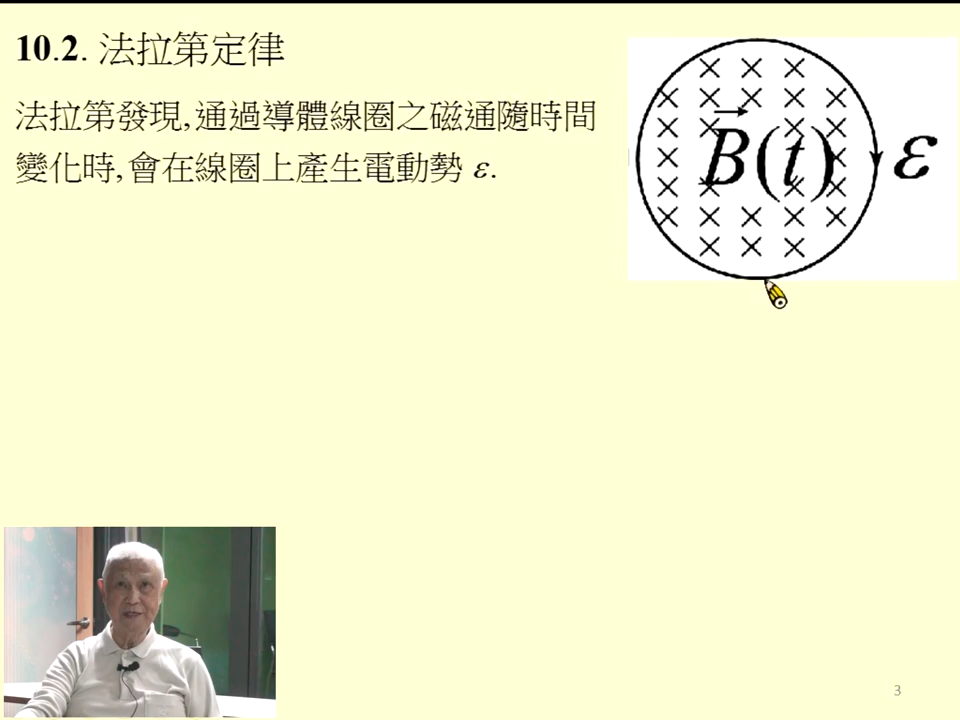 10.2. 法拉第定律
法拉第發現,通過導體線圈之磁通隨時間
變化時,會在線圈上產生電動勢 ε.
B(t) ε
3